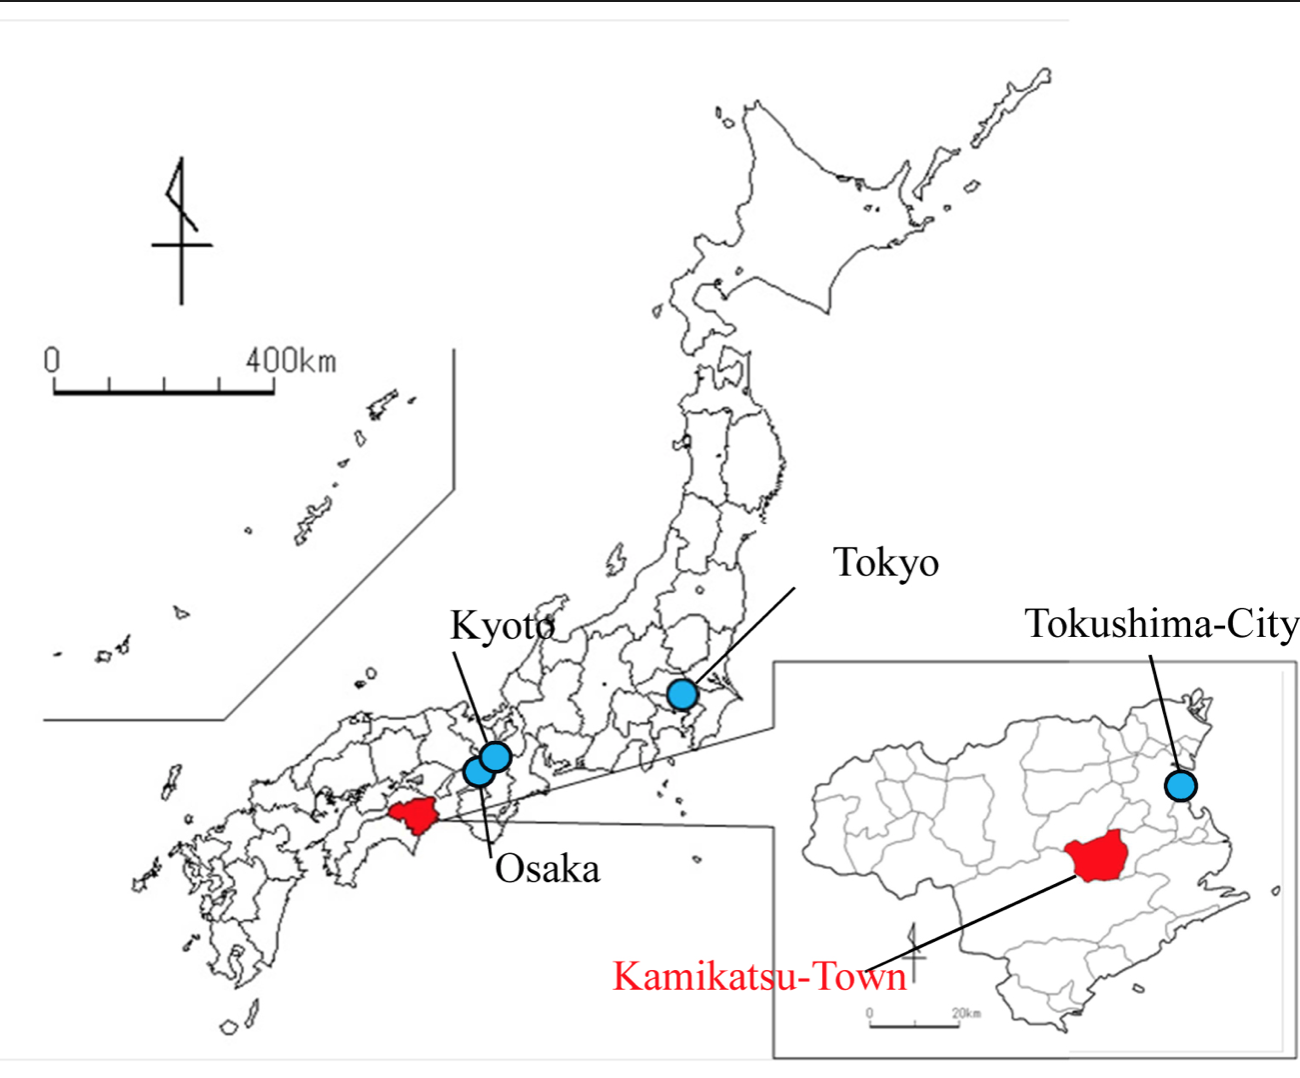 0 400km
Tokyo
Kyoto
Tokushima-City
Osaka
Kamikatsu-Town
0 20km